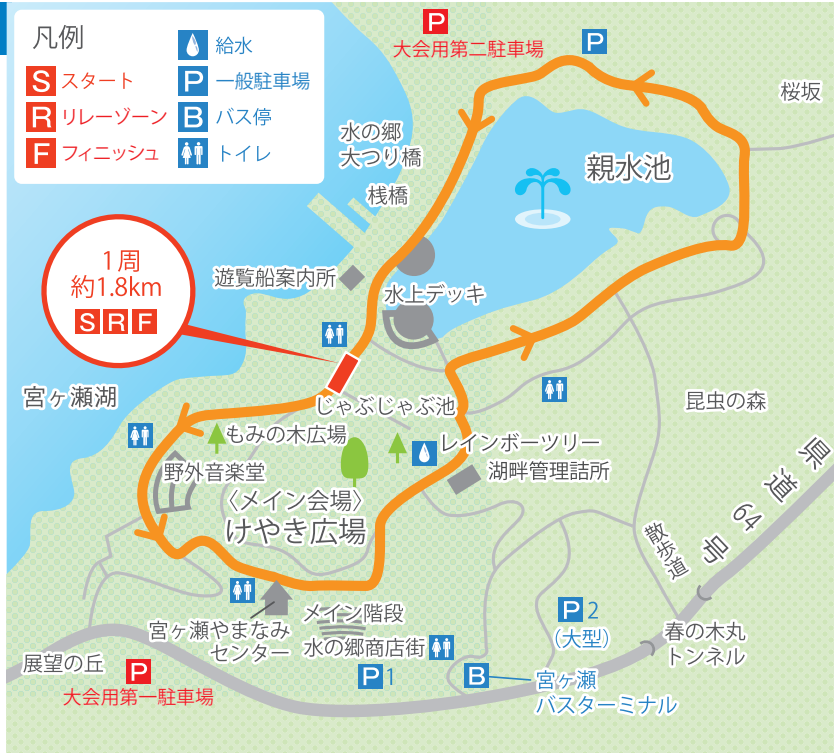 凡例
S スタート
R リレーゾーン
F フィニッシュ
給水
P 一般駐車場
B バス停
トイレ
P
大会用第二駐車場
P
桜坂
水の郷
大つり橋
親水池
桟橋
1周
約1.8km
S R F
遊覧船案内所
水上デッキ
宮ヶ瀬湖
じゃぶじゃぶ池
昆虫の森
もみの木広場
レインボーツリー
野外音楽堂
湖畔管理詰所
〈メイン会場〉
けやき広場
県道64号
散歩道
メイン階段
P 2
(大型)
宮ヶ瀬やまなみ
センター
水の郷商店街
春の木丸
トンネル
展望の丘
P
大会用第一駐車場
P 1
B
宮ヶ瀬
バスターミナル